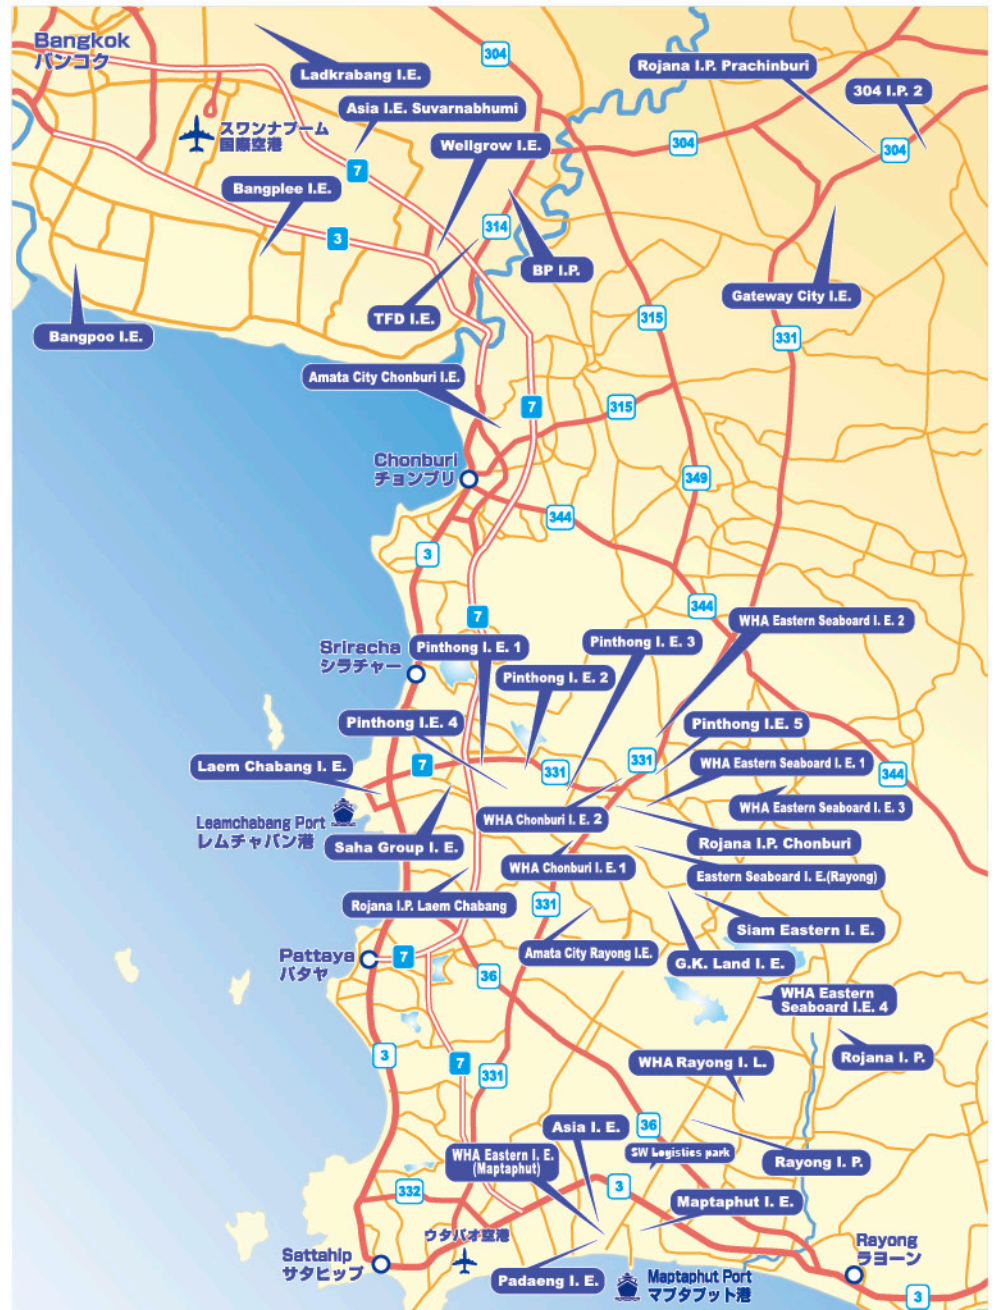 Bangkok
バンコク
304
Ladkrabang I.E.
Rojana I.P. Prachinburi
304 I.P. 2
Asia I.E. Suvarnabhumi
スワンナプーム
国際空港
Wellgrow I.E.
304
304
7
Bangplee I.E.
314
3
BP I.P.
Gateway City I.E.
TFD I.E.
315
Bangpoo I.E.
331
Amata City Chonburi I.E.
7
315
Chonburi
チョンブリ
349
344
3
344
7
WHA Eastern Seaboard I. E. 2
Sriracha
シラチャー
Pinthong I. E. 1
Pinthong I. E. 3
Pinthong I. E. 2
Pinthong I.E. 4
Pinthong I.E. 5
Laem Chabang I. E.
7
331
331
WHA Eastern Seaboard I. E. 1
344
WHA Eastern Seaboard I. E. 3
Leamchabang Port
レムチャバン港
WHA Chonburi I. E. 2
Saha Group I. E.
Rojana I.P. Chonburi
WHA Chonburi I. E. 1
Eastern Seaboard I. E.(Rayong)
Rojana I.P. Laem Chabang
331
Siam Eastern I. E.
Amata City Rayong I.E.
G.K. Land I. E.
Pattaya
パタヤ
7
36
WHA Eastern
Seaboard I.E. 4
3
7
331
WHA Rayong I. L.
Rojana I. P.
Asia I. E.
36
WHA Eastern I. E.
(Maptaphut)
SW Logistics park
Rayong I. P.
332
3
Maptaphut I. E.
ウタパオ空港
Sattahip
サタヒップ
Rayong
ラヨーン
Padaeng I. E.
Maptaphut Port
マプタプット港
3